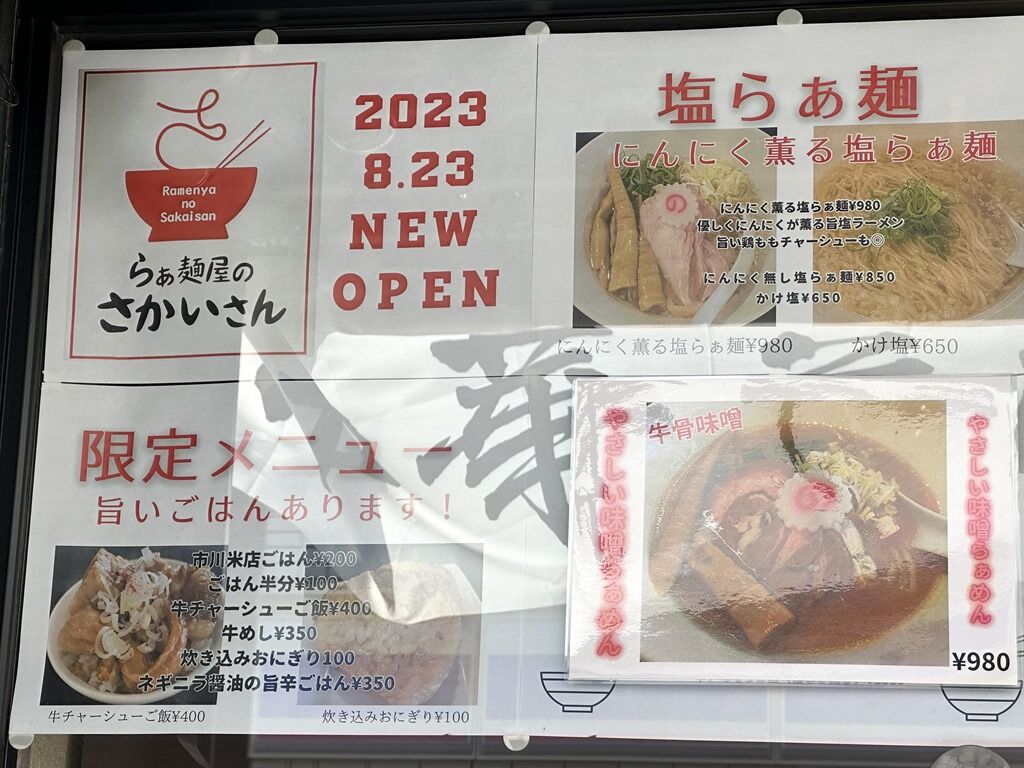 Ramenya
no
Sakaisan
らぁ麺屋の
さかいさん
2023
8.23
NEW
OPEN
塩らぁ麺
にんにく薫る塩らぁ麺
にんにく薫る塩らぁ麺¥980
優しくにんにくが薫る旨塩ラーメン
旨い鶏ももチャーシューも◎
にんにく無し塩らぁ麺¥850
かけ塩¥650
にんにく薫る塩らぁ麺¥980
かけ塩¥650
限定メニュー
旨いごはんあります!
市川米店ごはん¥200
ごはん半分¥100
牛チャーシューご飯¥400
牛めし¥350
炊き込みおにぎり100
ネギニラ醤油の旨辛ごはん¥350
牛チャーシューご飯¥400
炊き込みおにぎり¥100
やさしい味噌らぁめん
牛骨味噌
やさしい味噌らぁめん
¥980